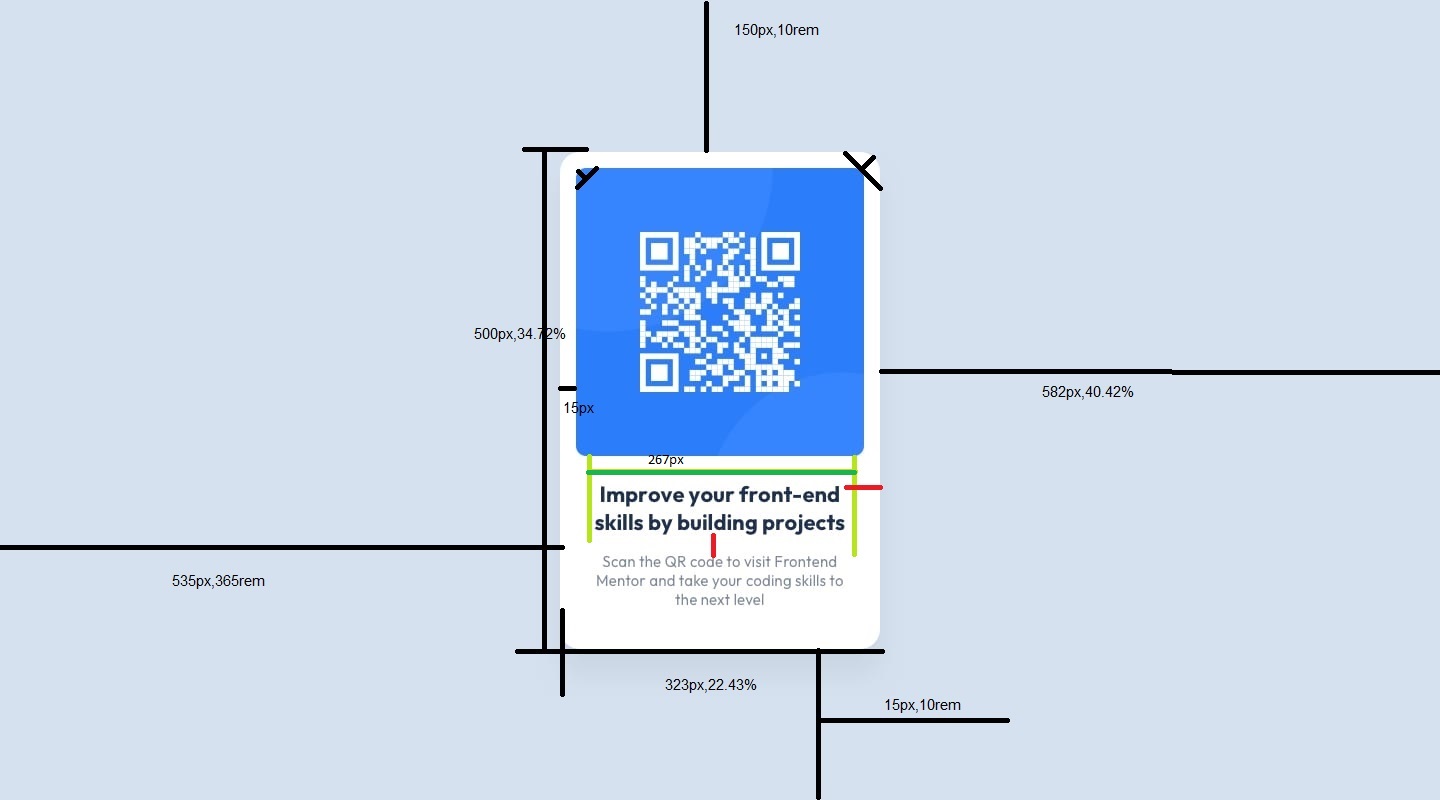 150px,10rem
500px,34.72%
582px,40.42%
15px
267px
Improve your front-end
skills by building projects
Scan the QR code to visit Frontend
Mentor and take your coding skills to
the next level
535px,365rem
323px,22.43%
15px,10rem